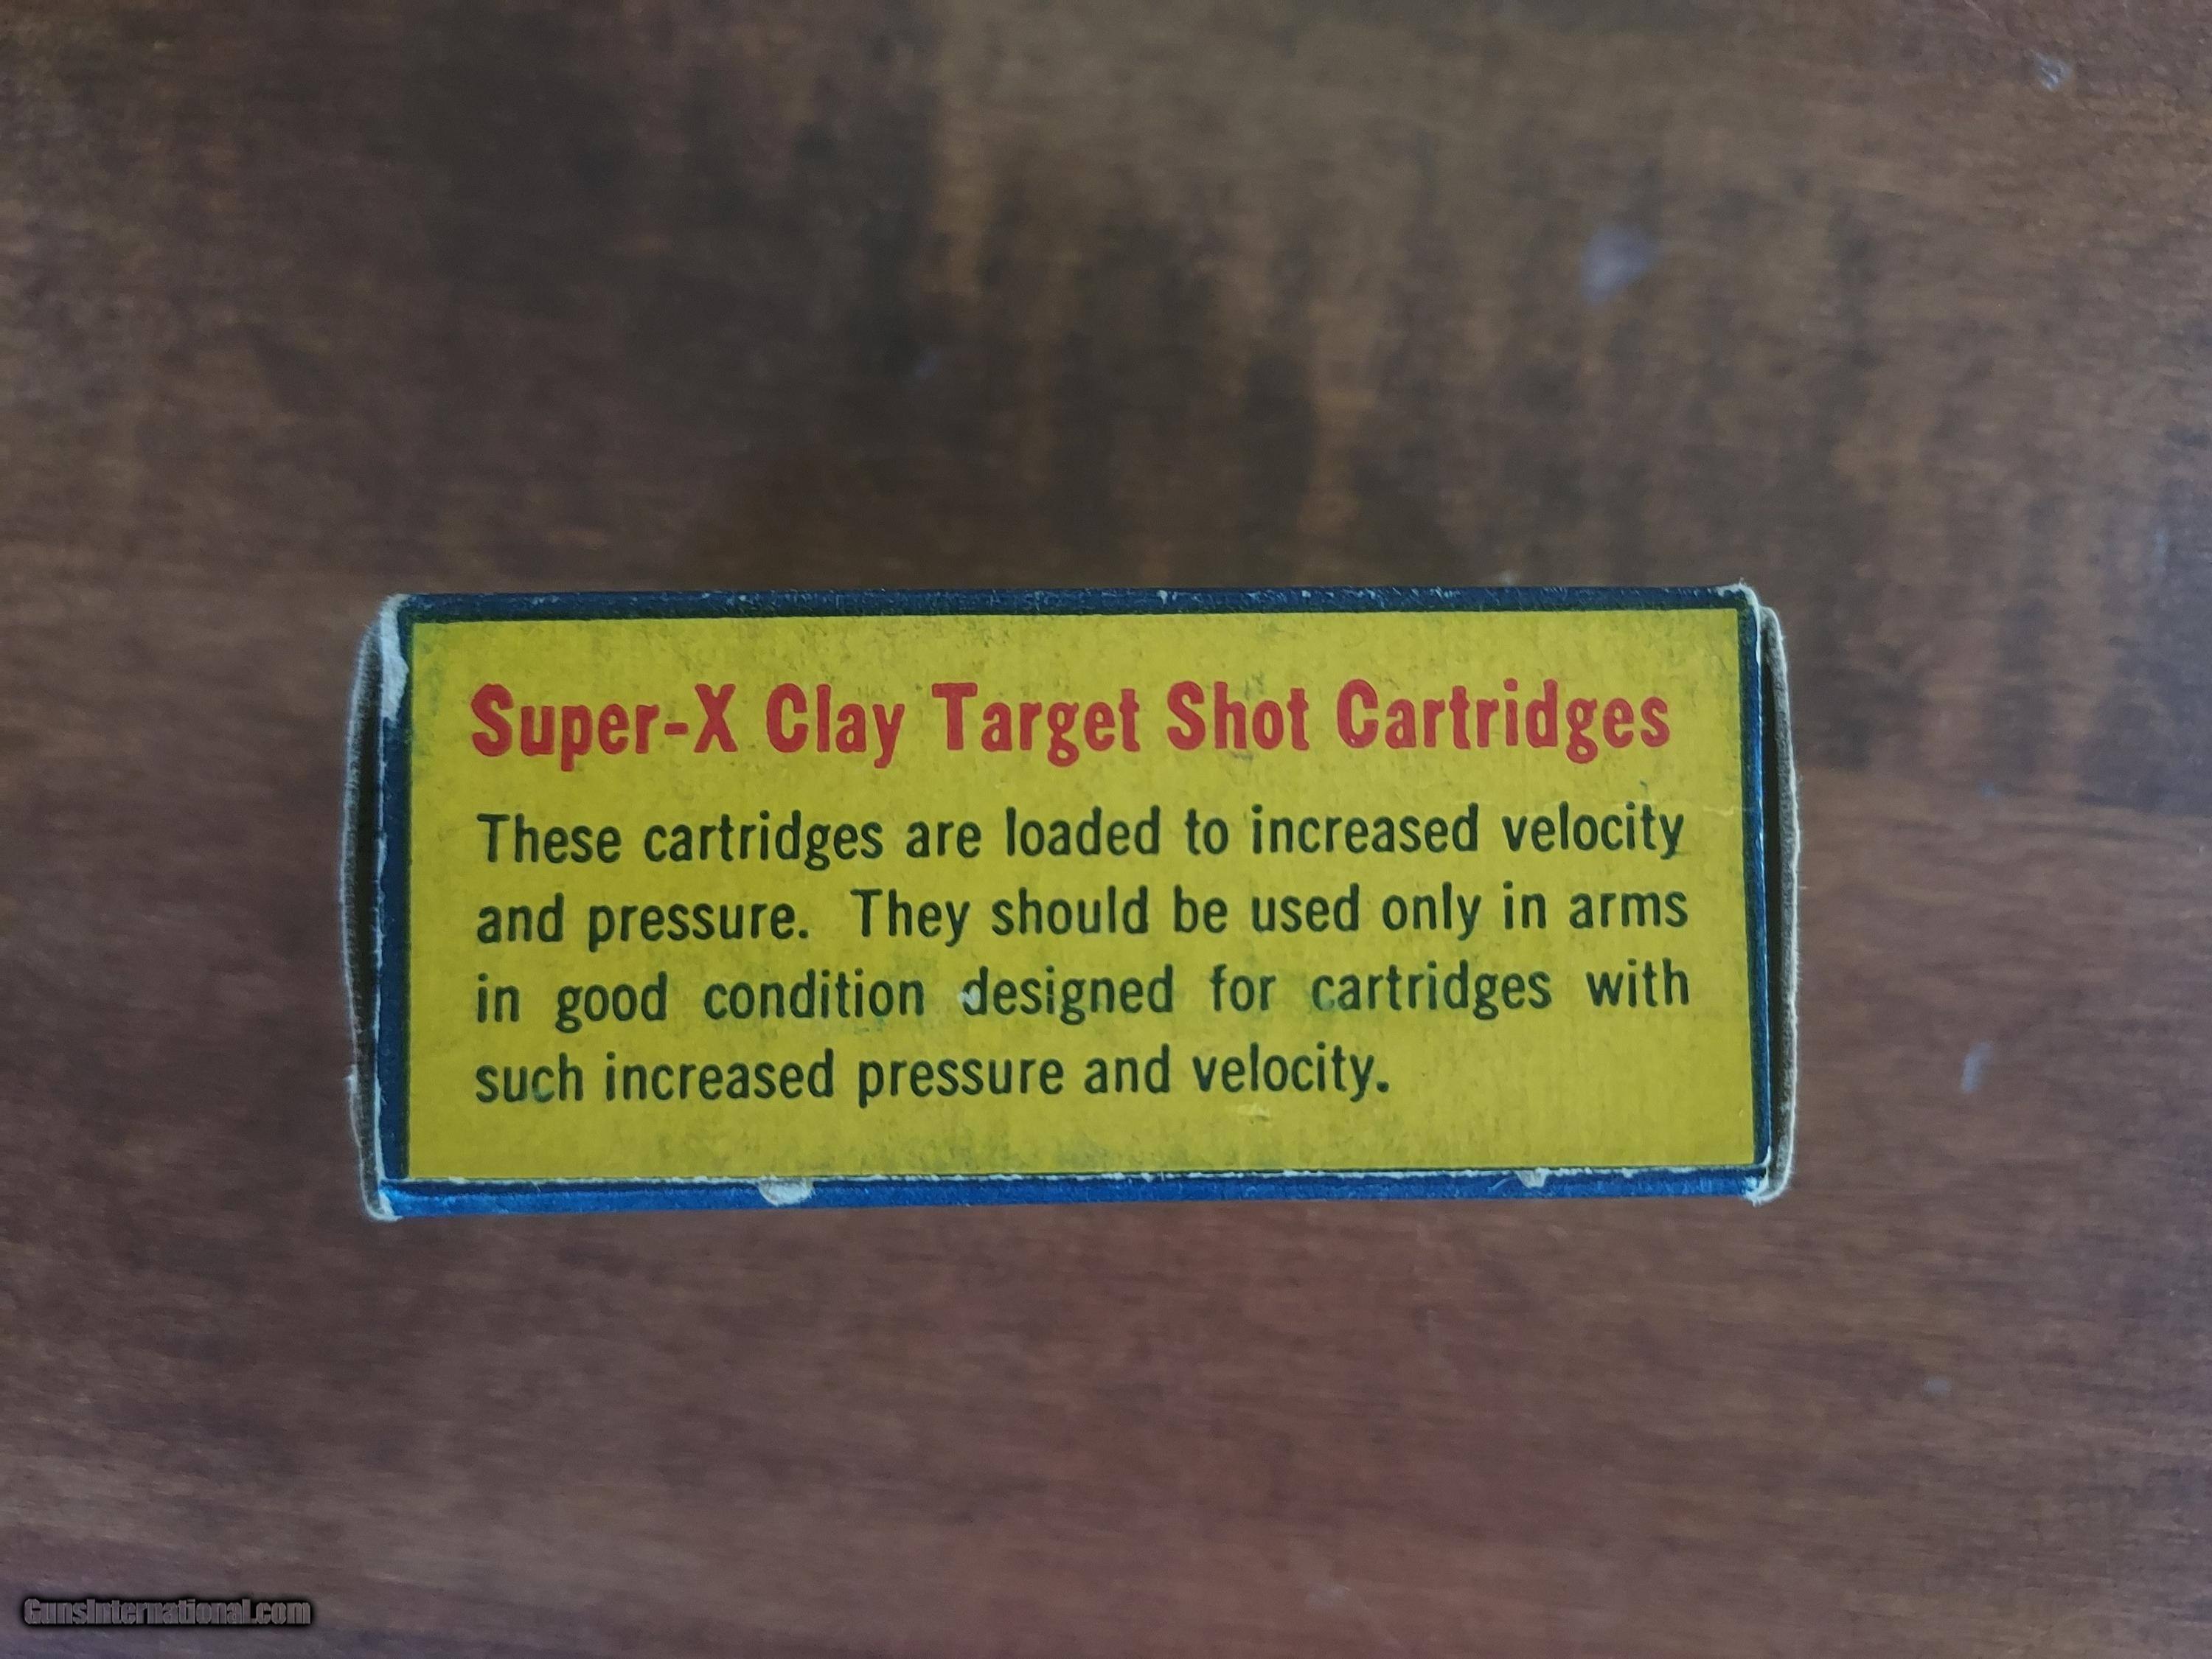 Super-X Clay Target Shot Cartridges
These cartridges are loaded to increased velocity
and pressure. They should be used only in arms
in good condition designed for cartridges with
such increased pressure and velocity.
GunsInternational.com